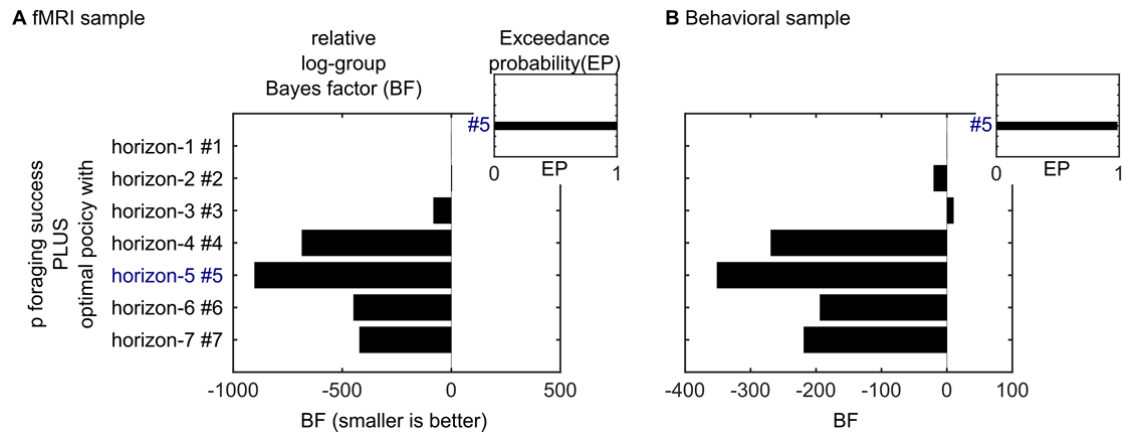 A fMRI sample
B Behavioral sample
relative
log-group
Bayes factor (BF)
Exceedance
probability(EP)
#5
0 EP 1
#5
0 EP 1
p foraging success
PLUS
optimal pocicy with
horizon-1 #1
horizon-2 #2
horizon-3 #3
horizon-4 #4
horizon-5 #5
horizon-6 #6
horizon-7 #7
-1000 -500 0 500
BF (smaller is better)
-400 -300 -200 -100 0 100
BF